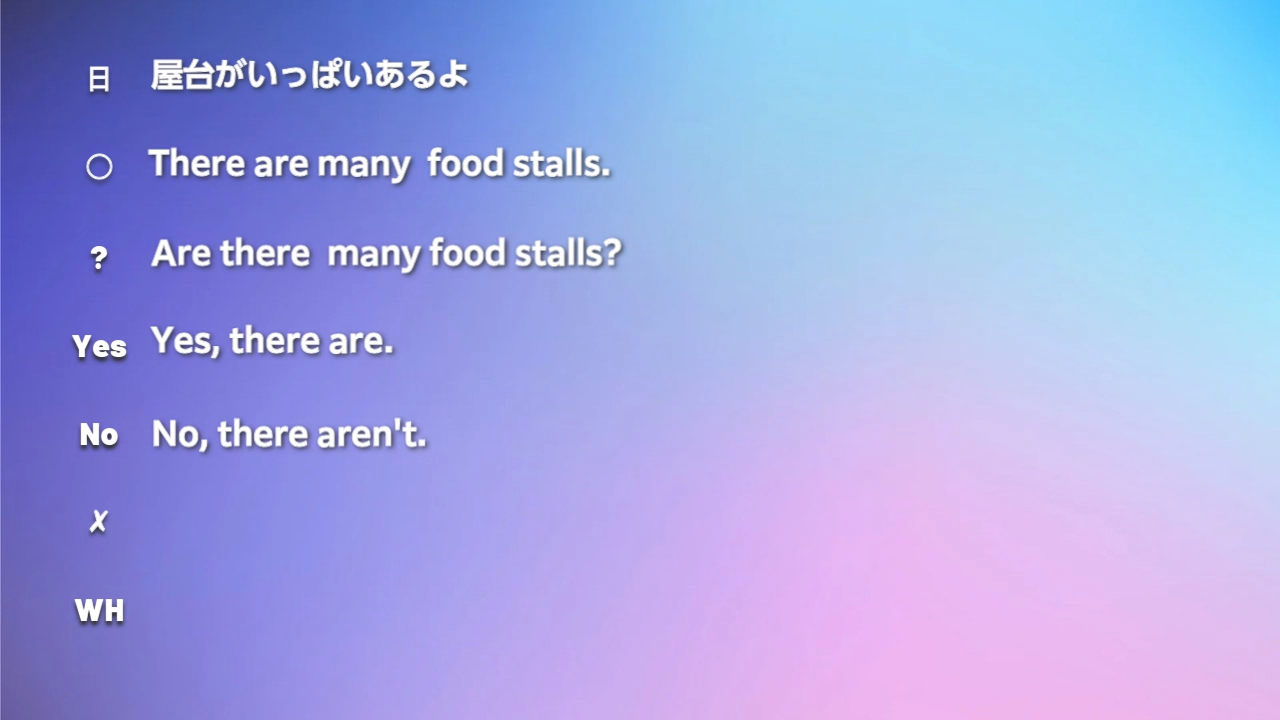 日 屋台がいっぱいあるよ
○ There are many food stalls.
? Are there many food stalls?
Yes Yes, there are.
No No, there aren't.
✗
WH